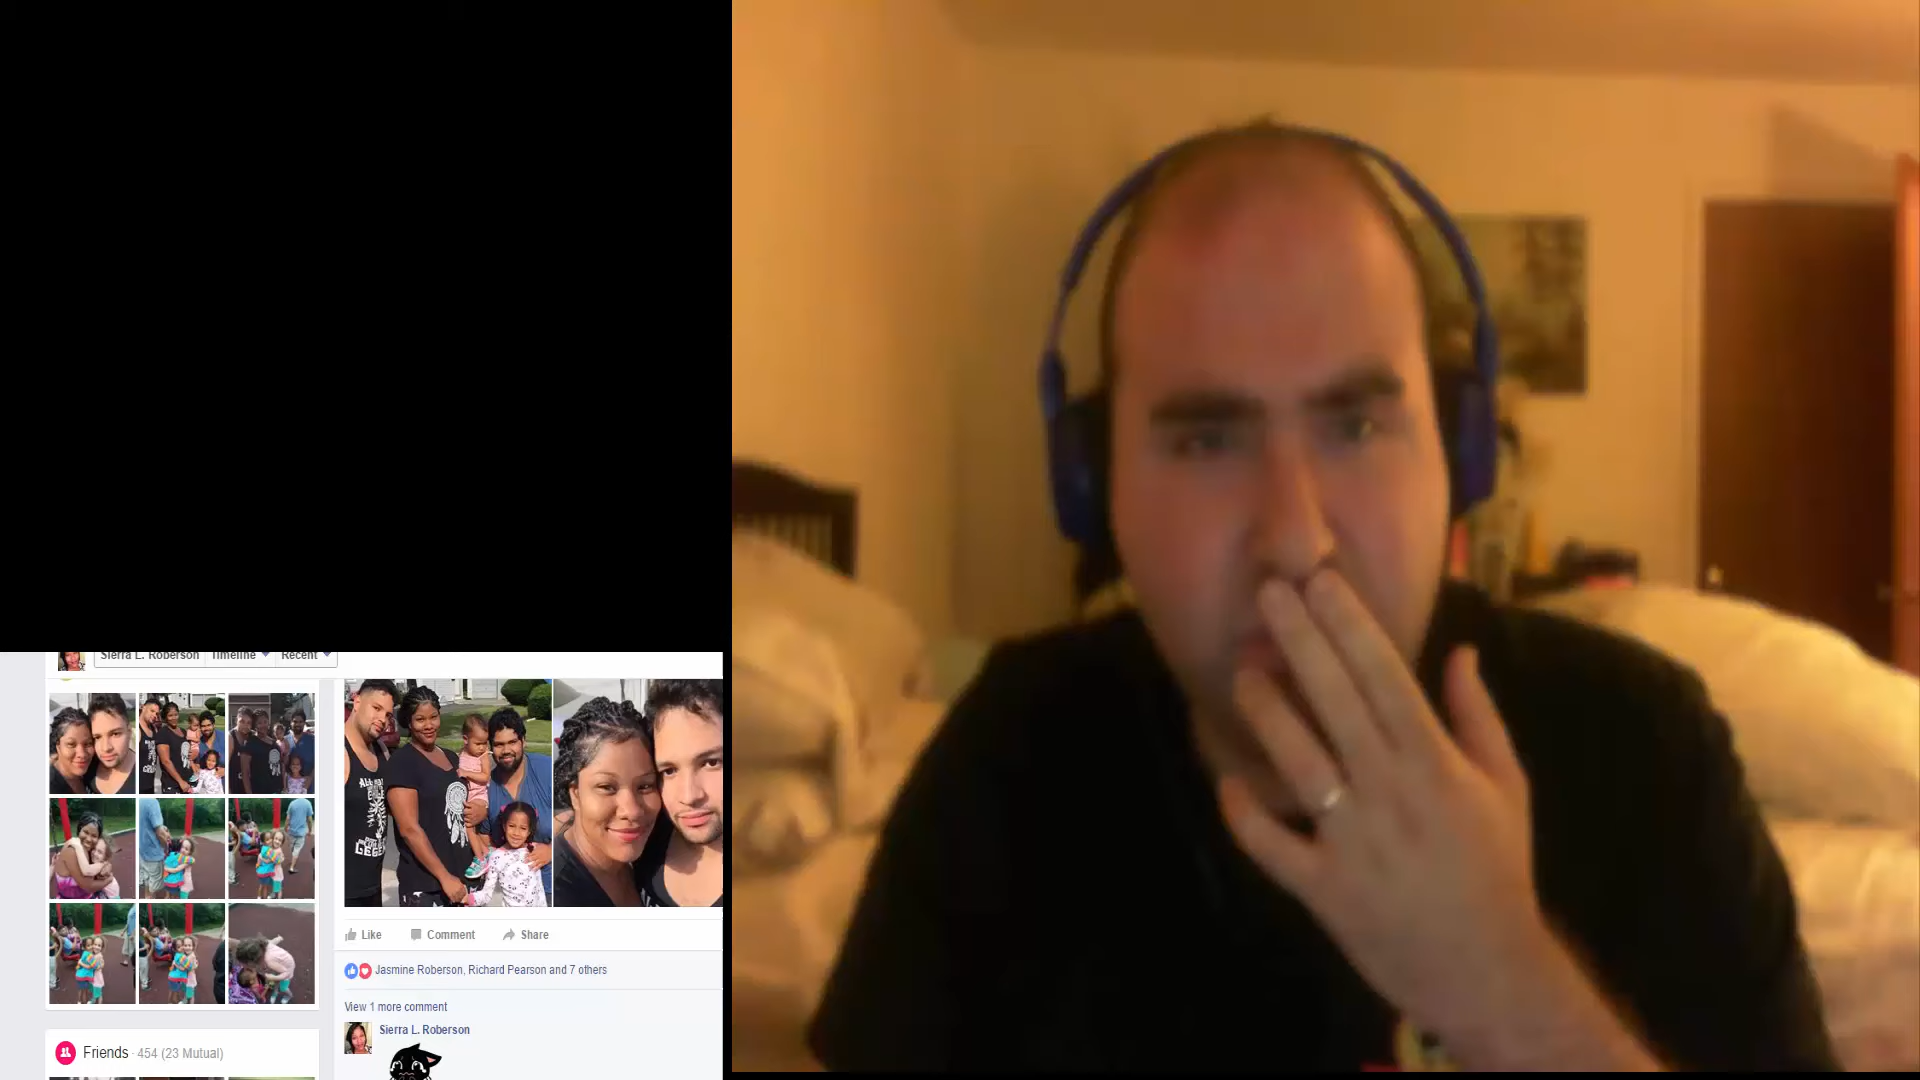 Sierra L. Roberson Timeline Recent
Like Comment Share
Jasmine Roberson, Richard Pearson and 7 others
View 1 more comment
Sierra L. Roberson
Friends · 454 (23 Mutual)